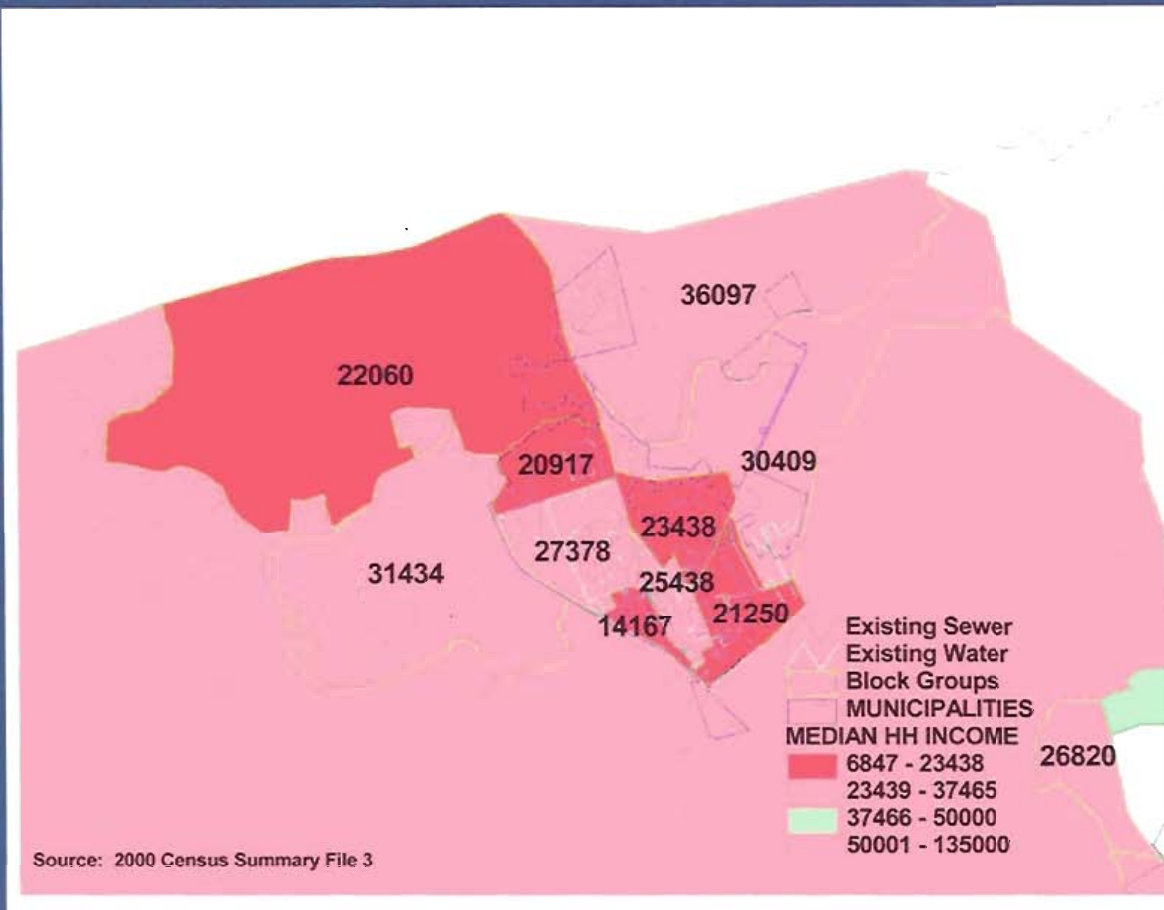 36097
22060
20917
30409
23438
27378
31434
25438
21250
14167
Existing Sewer
Existing Water
Block Groups
MUNICIPALITIES
MEDIAN HH INCOME
6847 - 23438
23439 - 37465
37466 - 50000
50001 - 135000
26820
Source: 2000 Census Summary File 3